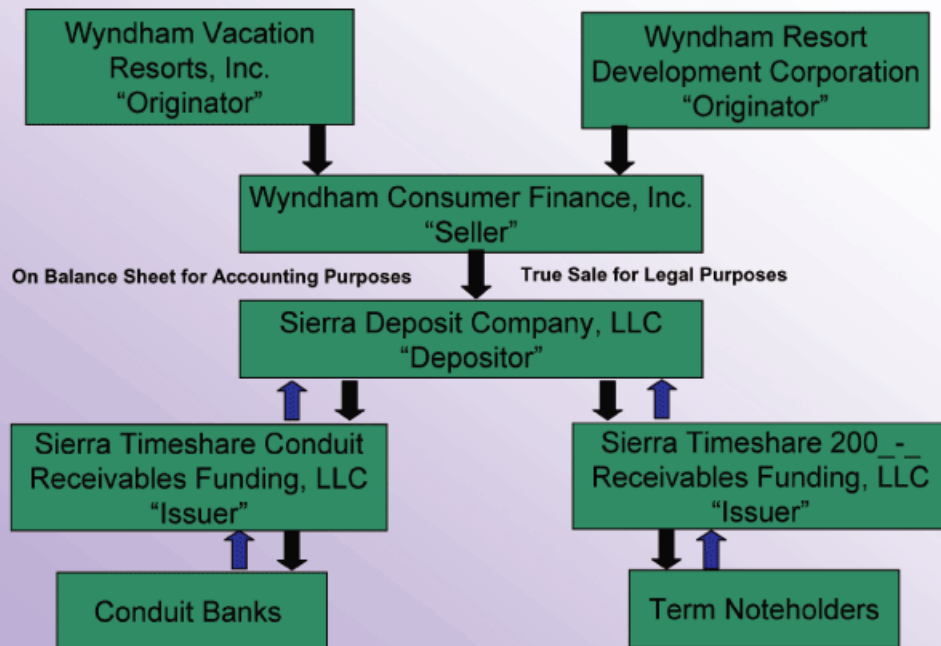 Wyndham Vacation
Resorts, Inc.
“Originator”
Wyndham Resort
Development Corporation
“Originator”
Wyndham Consumer Finance, Inc.
“Seller”
On Balance Sheet for Accounting Purposes
True Sale for Legal Purposes
Sierra Deposit Company, LLC
“Depositor”
Sierra Timeshare Conduit
Receivables Funding, LLC
“Issuer”
Sierra Timeshare 200_-_
Receivables Funding, LLC
“Issuer”
Conduit Banks
Term Noteholders